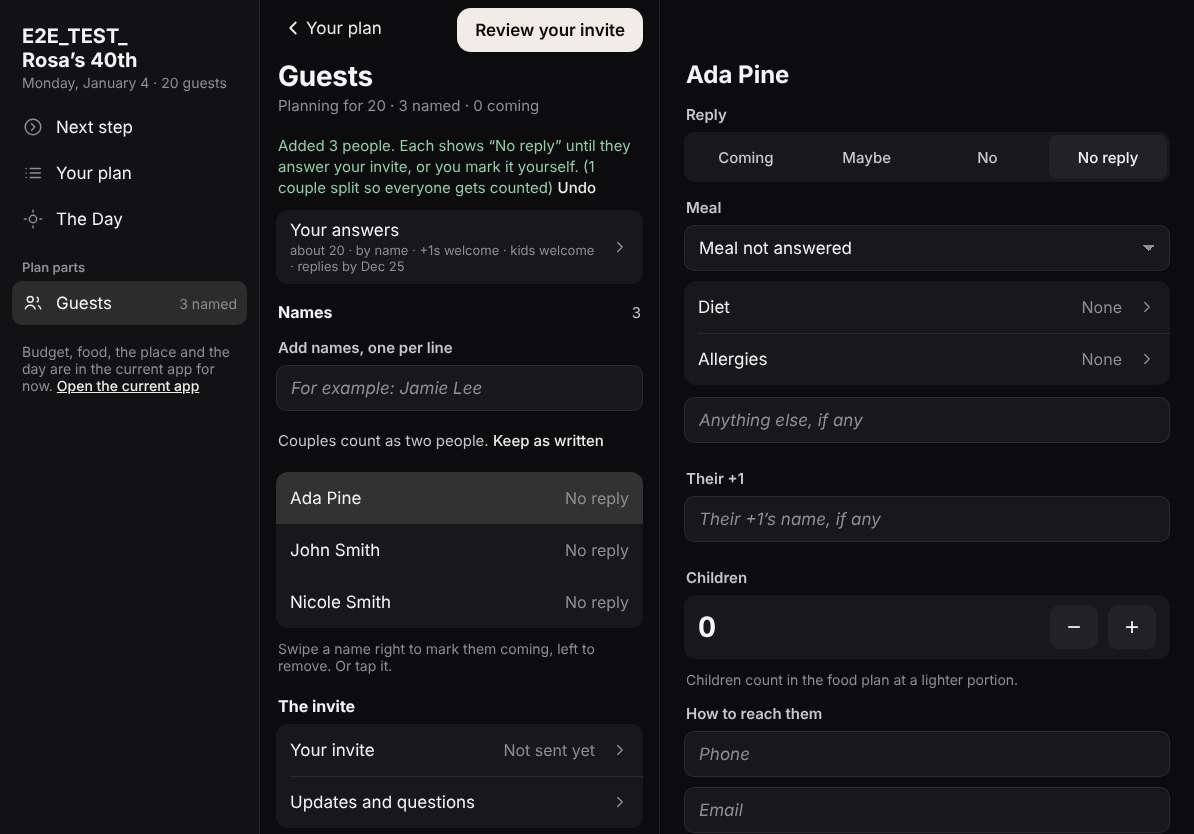 E2E_TEST_
Rosa’s 40th
Monday, January 4 · 20 guests
Next step
Your plan
The Day
Plan parts
Guests 3 named
Budget, food, the place and the
day are in the current app for
now. Open the current app
Your plan
Review your invite
Guests
Planning for 20 · 3 named · 0 coming
Added 3 people. Each shows “No reply” until they
answer your invite, or you mark it yourself. (1
couple split so everyone gets counted) Undo
Your answers
about 20 · by name · +1s welcome · kids welcome
· replies by Dec 25
Names 3
Add names, one per line
For example: Jamie Lee
Couples count as two people. Keep as written
Ada Pine No reply
John Smith No reply
Nicole Smith No reply
Swipe a name right to mark them coming, left to
remove. Or tap it.
The invite
Your invite Not sent yet
Updates and questions
Ada Pine
Reply
Coming Maybe No No reply
Meal
Meal not answered
Diet None
Allergies None
Anything else, if any
Their +1
Their +1’s name, if any
Children
0 − +
Children count in the food plan at a lighter portion.
How to reach them
Phone
Email